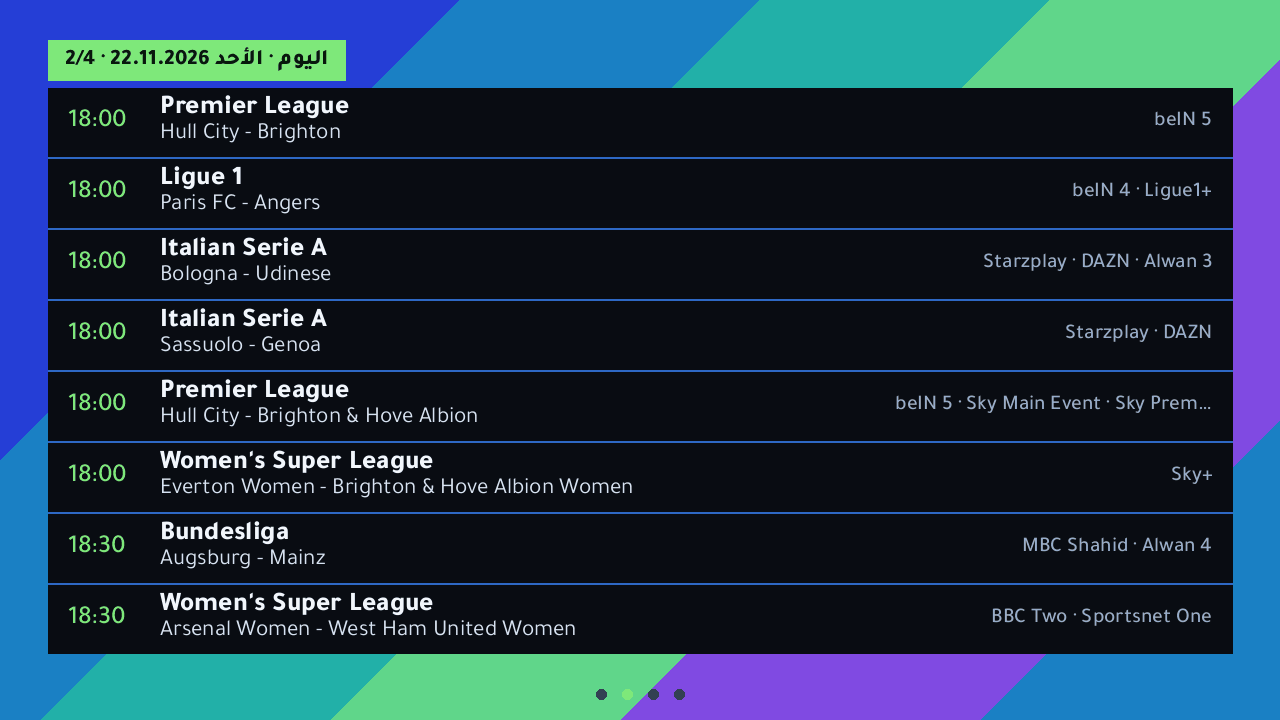 اليوم · الأحد 22.11.2026 · 2/4
18:00
Premier League
Hull City - Brighton
beIN 5
18:00
Ligue 1
Paris FC - Angers
beIN 4 · Ligue1+
18:00
Italian Serie A
Bologna - Udinese
Starzplay · DAZN · Alwan 3
18:00
Italian Serie A
Sassuolo - Genoa
Starzplay · DAZN
18:00
Premier League
Hull City - Brighton & Hove Albion
beIN 5 · Sky Main Event · Sky Prem...
18:00
Women's Super League
Everton Women - Brighton & Hove Albion Women
Sky+
18:30
Bundesliga
Augsburg - Mainz
MBC Shahid · Alwan 4
18:30
Women's Super League
Arsenal Women - West Ham United Women
BBC Two · Sportsnet One